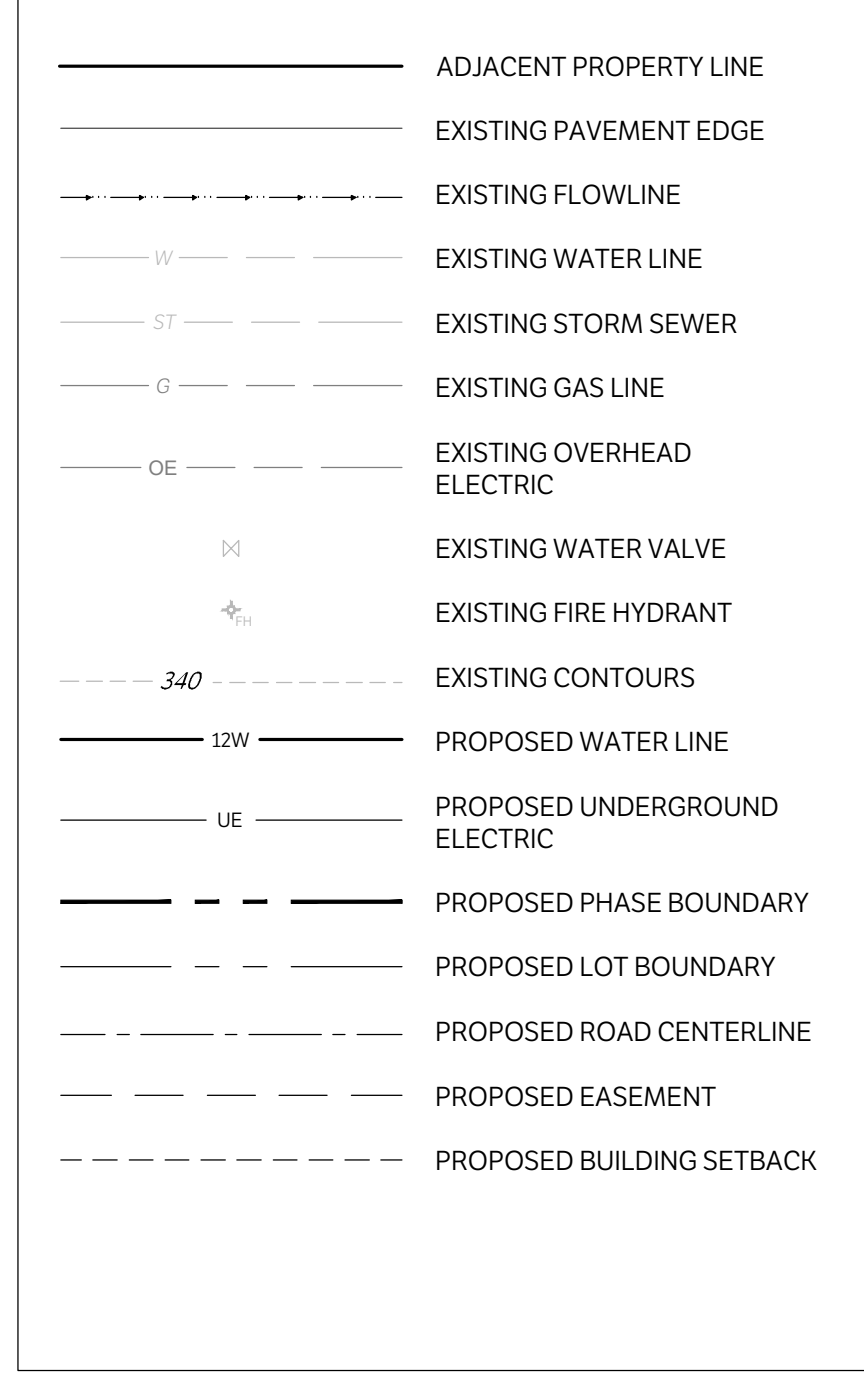 ADJACENT PROPERTY LINE
EXISTING PAVEMENT EDGE
EXISTING FLOWLINE
W EXISTING WATER LINE
ST EXISTING STORM SEWER
G EXISTING GAS LINE
OE EXISTING OVERHEAD
ELECTRIC
EXISTING WATER VALVE
FH EXISTING FIRE HYDRANT
340 EXISTING CONTOURS
12W PROPOSED WATER LINE
UE PROPOSED UNDERGROUND
ELECTRIC
PROPOSED PHASE BOUNDARY
PROPOSED LOT BOUNDARY
PROPOSED ROAD CENTERLINE
PROPOSED EASEMENT
PROPOSED BUILDING SETBACK